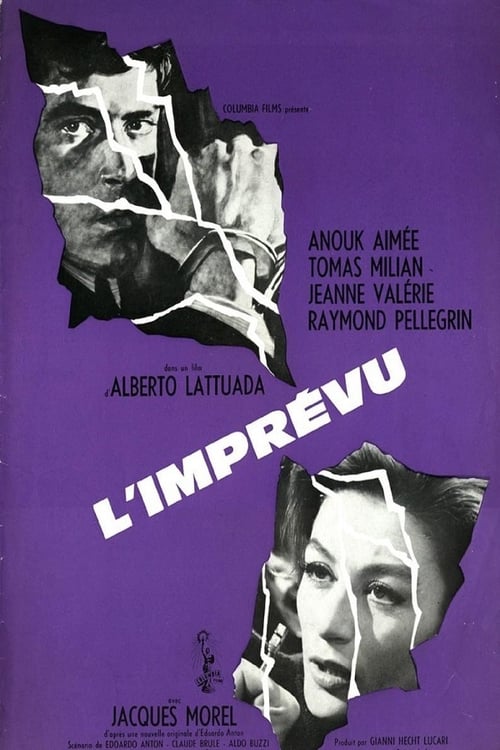 COLUMBIA FILMS présente
ANOUK AIMÉE
TOMAS MILIAN
JEANNE VALÉRIE
RAYMOND PELLEGRIN
dans un film
d'ALBERTO LATTUADA
L'IMPRÉVU
COLUMBIA
avec
JACQUES MOREL
d'après une nouvelle originale d'Edoardo Anton
Scénario de EDOARDO ANTON - CLAUDE BRULÉ - ALDO BUZZI
Produit par GIANNI HECHT LUCARI